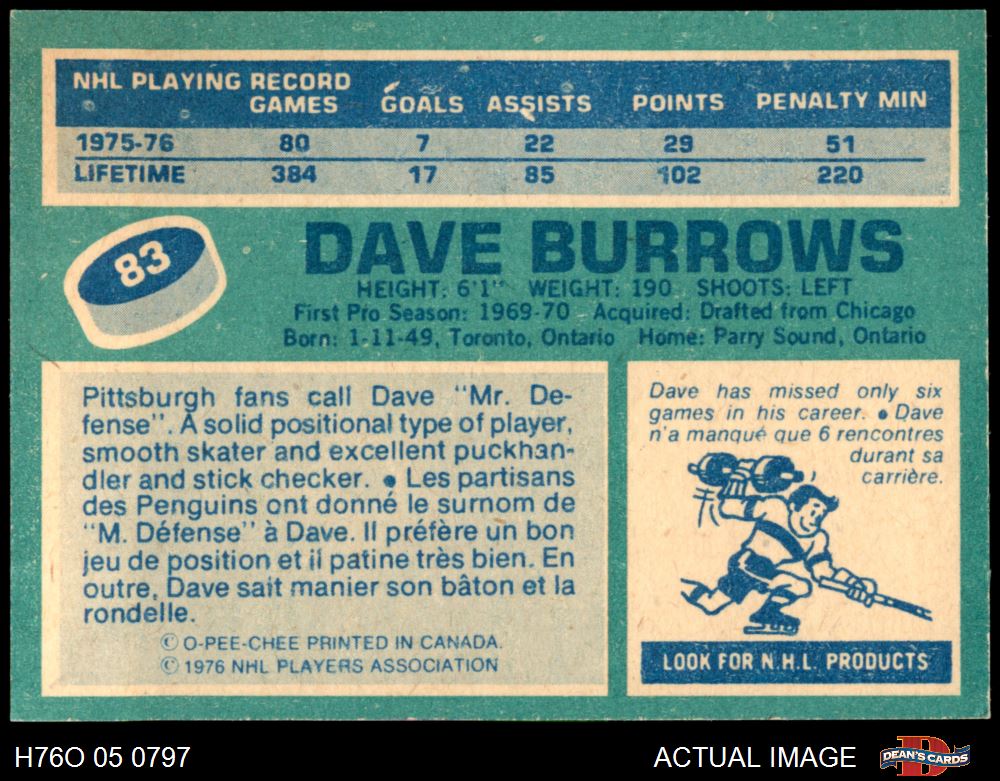 NHL PLAYING RECORD
GAMES GOALS ASSISTS POINTS PENALTY MIN
1975-76 80 7 22 29 51
LIFETIME 384 17 85 102 220
83
DAVE BURROWS
HEIGHT: 6'1" WEIGHT: 190 SHOOTS: LEFT
First Pro Season: 1969-70 Acquired: Drafted from Chicago
Born: 1-11-49, Toronto, Ontario Home: Parry Sound, Ontario
Pittsburgh fans call Dave "Mr. De-
fense". A solid positional type of player,
smooth skater and excellent puckhan-
dler and stick checker. ● Les partisans
des Penguins ont donné le surnom de
"M. Défense" à Dave. Il préfère un bon
jeu de position et il patine très bien. En
outre, Dave sait manier son bâton et la
rondelle.
© O-PEE-CHEE PRINTED IN CANADA.
© 1976 NHL PLAYERS ASSOCIATION
Dave has missed only six
games in his career. ● Dave
n'a manqué que 6 rencontres
durant sa
carrière.
LOOK FOR N.H.L. PRODUCTS
H76O 05 0797
ACTUAL IMAGE
DEAN'S CARDS